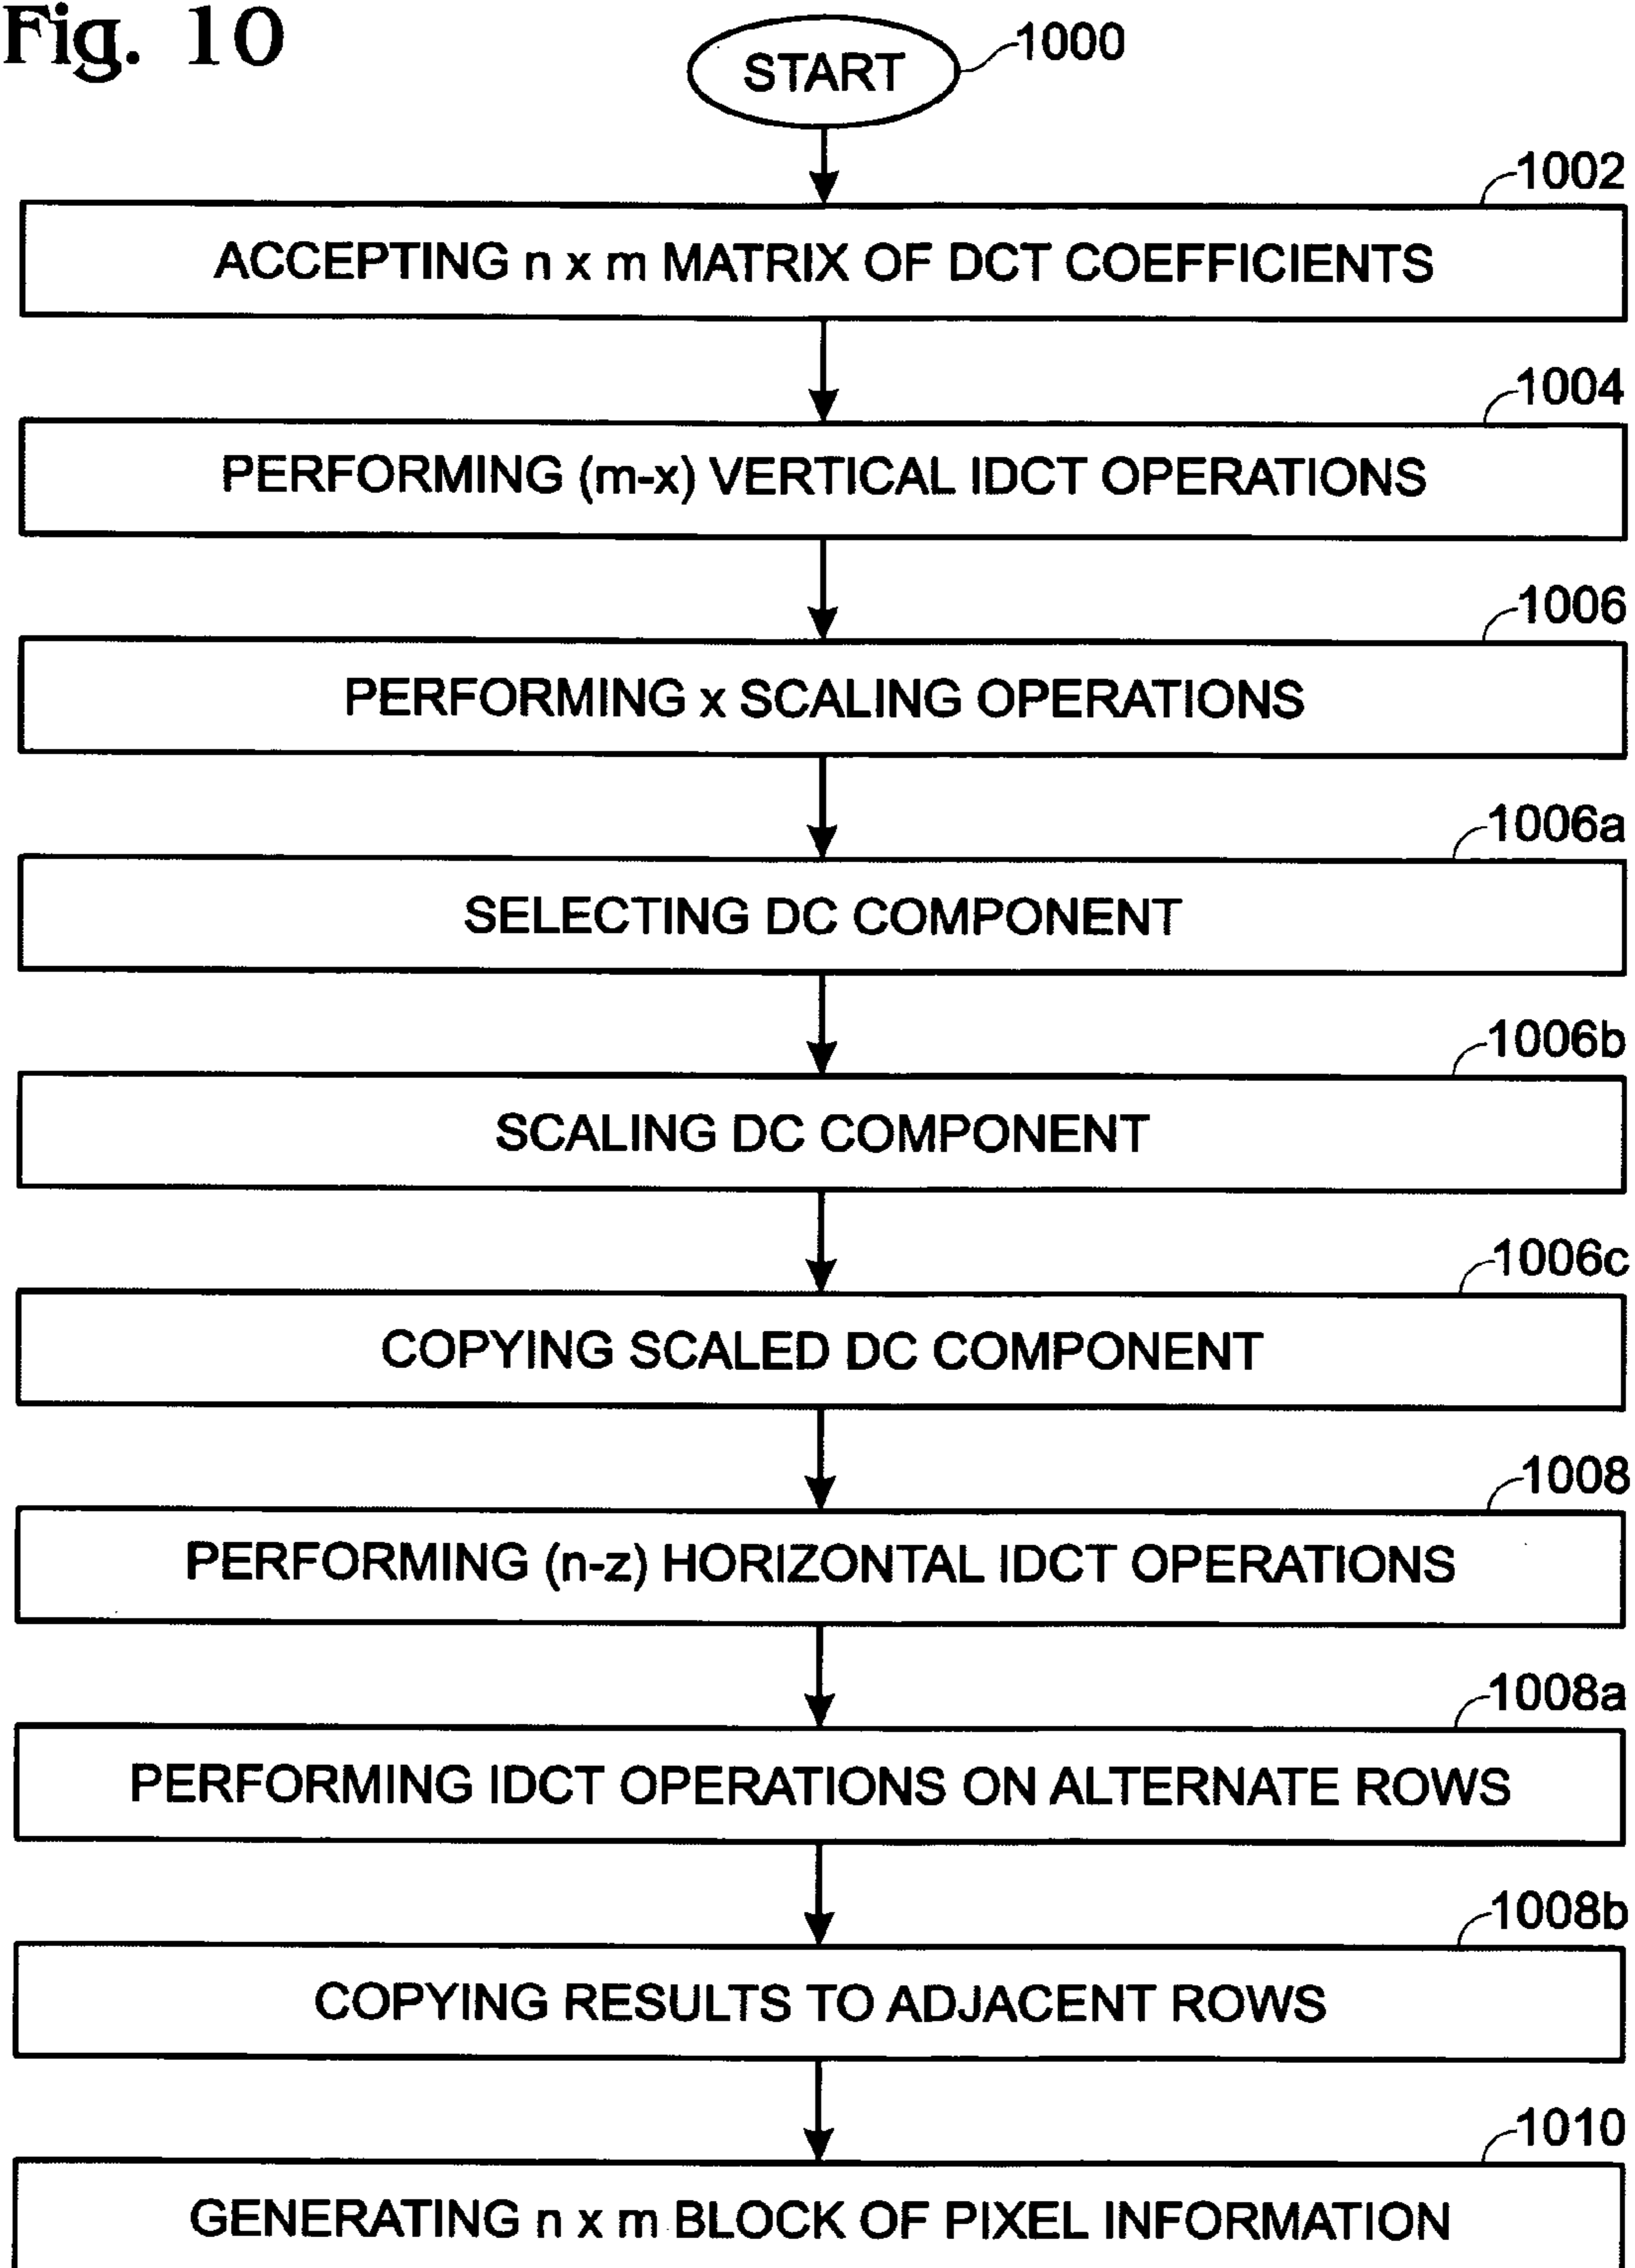 Fig. 10
START
1000
1002
ACCEPTING n x m MATRIX OF DCT COEFFICIENTS
1004
PERFORMING (m-x) VERTICAL IDCT OPERATIONS
1006
PERFORMING x SCALING OPERATIONS
1006a
SELECTING DC COMPONENT
1006b
SCALING DC COMPONENT
1006c
COPYING SCALED DC COMPONENT
1008
PERFORMING (n-z) HORIZONTAL IDCT OPERATIONS
1008a
PERFORMING IDCT OPERATIONS ON ALTERNATE ROWS
1008b
COPYING RESULTS TO ADJACENT ROWS
1010
GENERATING n x m BLOCK OF PIXEL INFORMATION